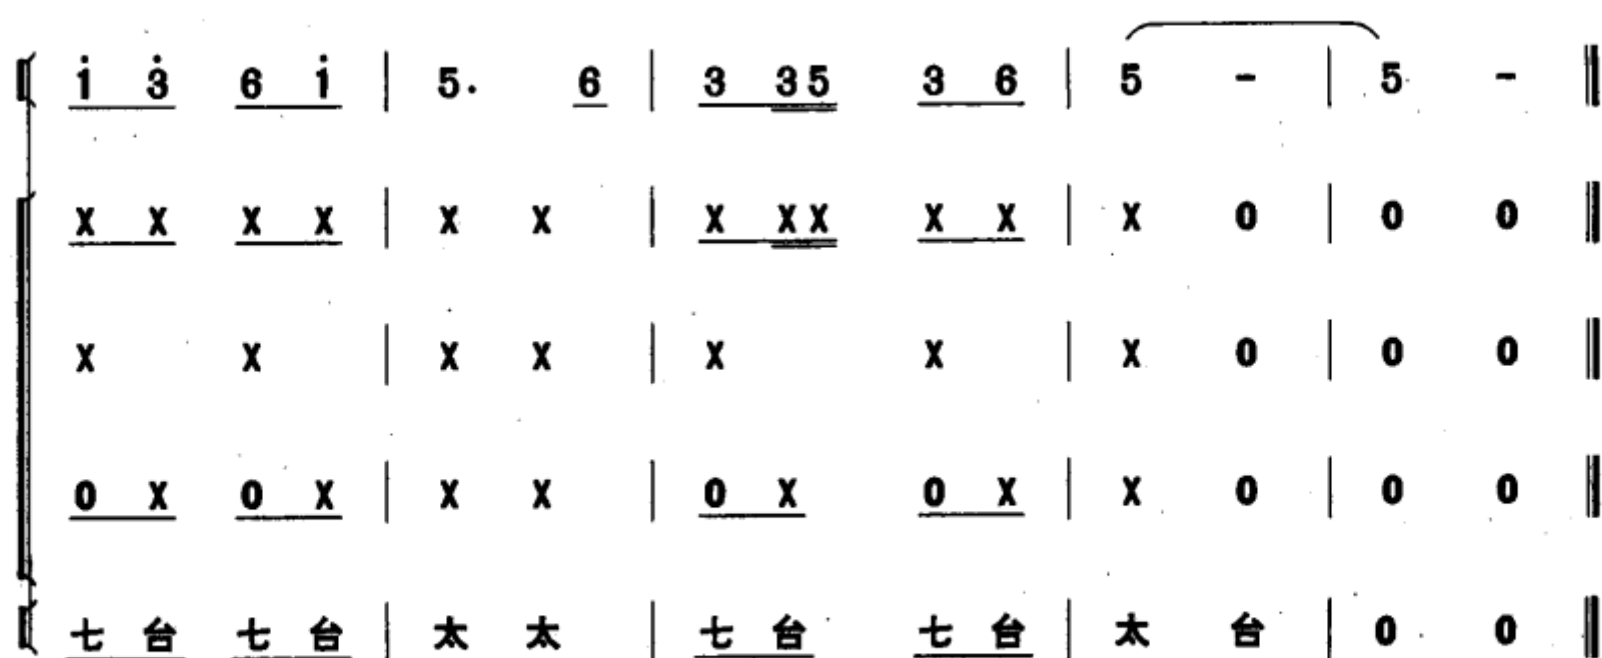 i̇ 3̇ 6 i̇ | 5. 6 | 3 35 3 6 | 5 - | 5 - ‖
X X X X | X X | X XX X X | X 0 | 0 0 ‖
X X | X X | X X | X 0 | 0 0 ‖
0 X 0 X | X X | 0 X 0 X | X 0 | 0 0 ‖
七 台 七 台 | 太 太 | 七 台 七 台 | 太 台 | 0 0 ‖